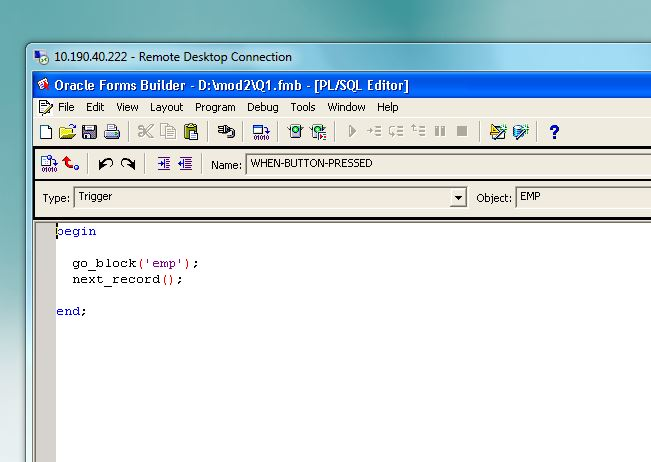 10.190.40.222 - Remote Desktop Connection
Oracle Forms Builder - D:\mod2\Q1.fmb - [PL/SQL Editor]
File Edit View Layout Program Debug Tools Window Help
Name: WHEN-BUTTON-PRESSED
Type: Trigger Object: EMP
begin
go_block('emp');
next_record();
end;